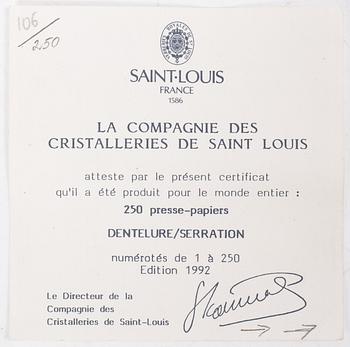 106/250
SAINT-LOUIS
FRANCE
1586
LA COMPAGNIE DES
CRISTALLERIES DE SAINT LOUIS
atteste par le présent certificat
qu'il a été produit pour le monde entier :
250 presse-papiers
DENTELURE/SERRATION
numérotés de 1 à 250
Edition 1992
Le Directeur de la
Compagnie des
Cristalleries de Saint-Louis